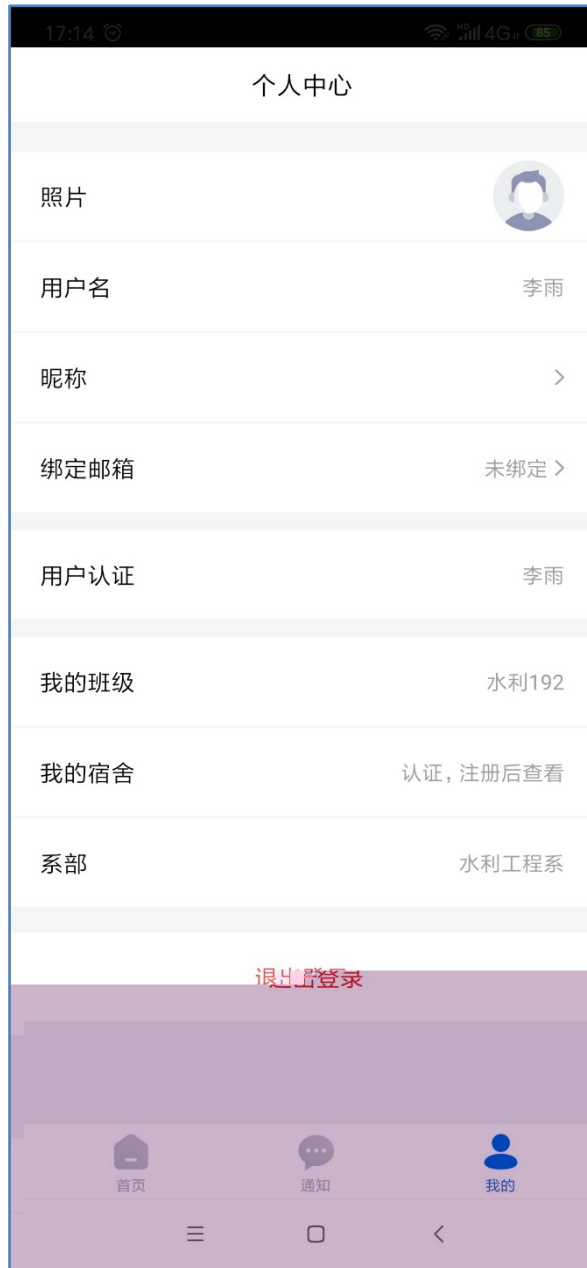 17:14 HD 4G 85
个人中心
照片
用户名 李雨
昵称
绑定邮箱 未绑定
用户认证 李雨
我的班级 水利192
我的宿舍 认证，注册后查看
系部 水利工程系
退出登录
首页 通知 我的